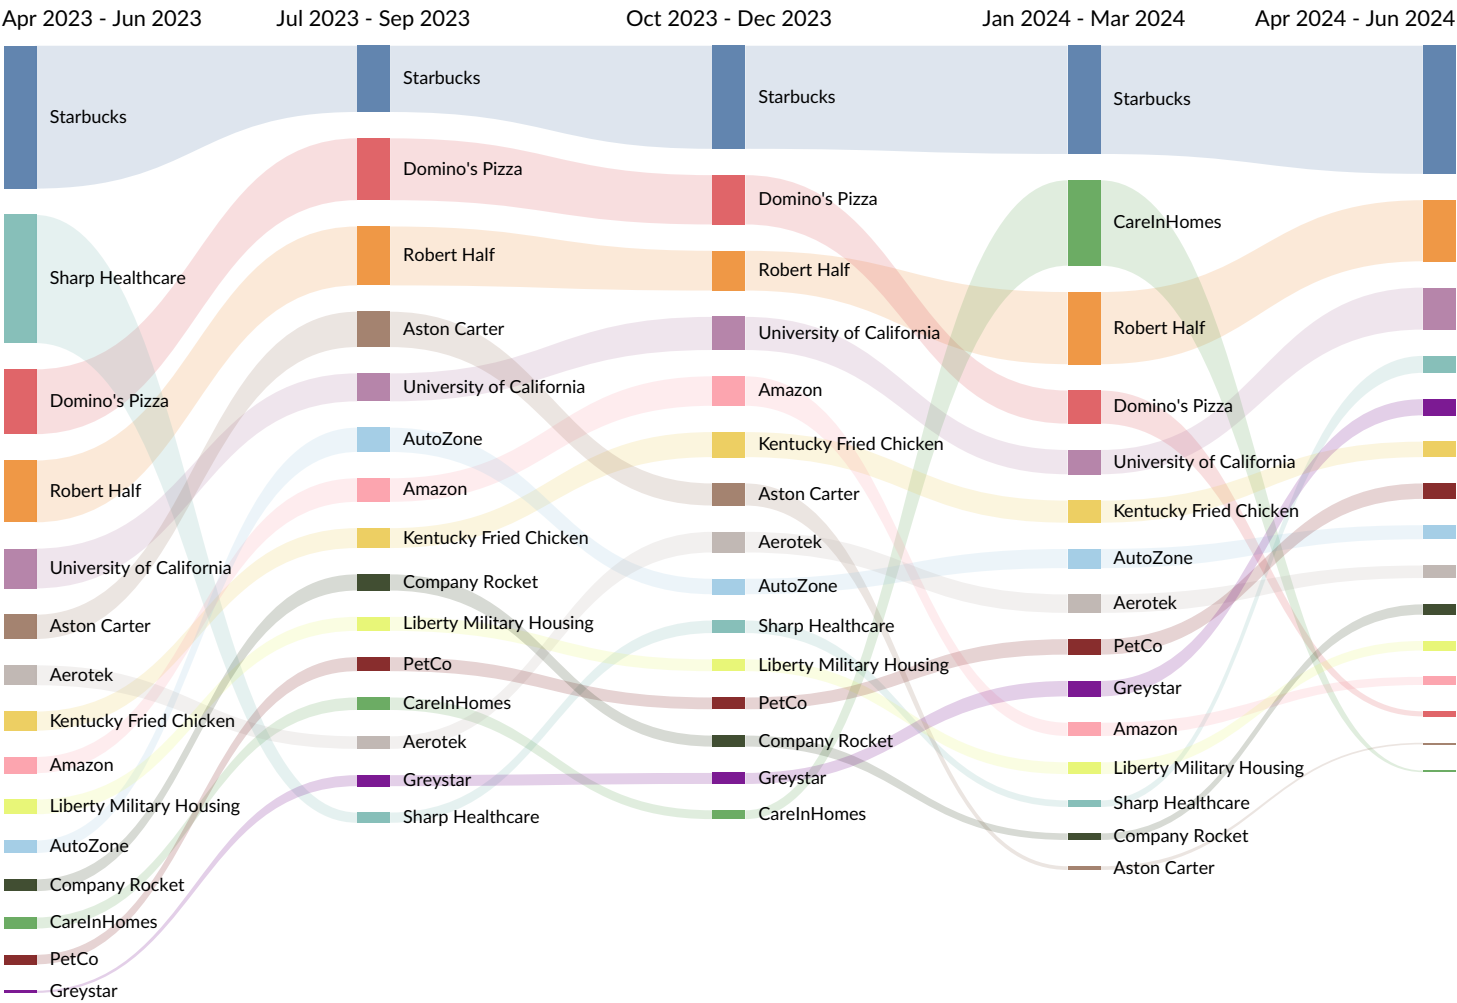 Apr 2023 - Jun 2023
Jul 2023 - Sep 2023
Oct 2023 - Dec 2023
Jan 2024 - Mar 2024
Apr 2024 - Jun 2024
Starbucks
Sharp Healthcare
Domino's Pizza
Robert Half
University of California
Aston Carter
Aerotek
Kentucky Fried Chicken
Amazon
Liberty Military Housing
AutoZone
Company Rocket
CareInHomes
PetCo
Greystar
Starbucks
Domino's Pizza
Robert Half
Aston Carter
University of California
AutoZone
Amazon
Kentucky Fried Chicken
Company Rocket
Liberty Military Housing
PetCo
CareInHomes
Aerotek
Greystar
Sharp Healthcare
Starbucks
Domino's Pizza
Robert Half
University of California
Amazon
Kentucky Fried Chicken
Aston Carter
Aerotek
AutoZone
Sharp Healthcare
Liberty Military Housing
PetCo
Company Rocket
Greystar
CareInHomes
Starbucks
CareInHomes
Robert Half
Domino's Pizza
University of California
Kentucky Fried Chicken
AutoZone
Aerotek
PetCo
Greystar
Amazon
Liberty Military Housing
Sharp Healthcare
Company Rocket
Aston Carter